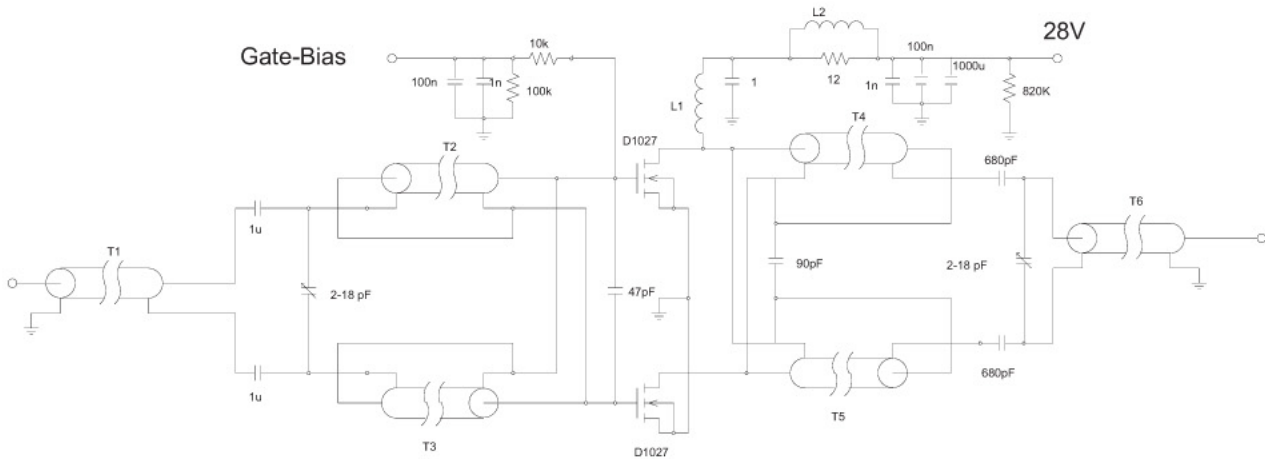 L2
28V
Gate-Bias
10k
100n
1000u
100n
1n
100k
1
12
1n
820K
L1
D1027
T2
T4
680pF
T6
1u
T1
2-18 pF
47pF
90pF
2-18 pF
1u
680pF
T3
T5
D1027